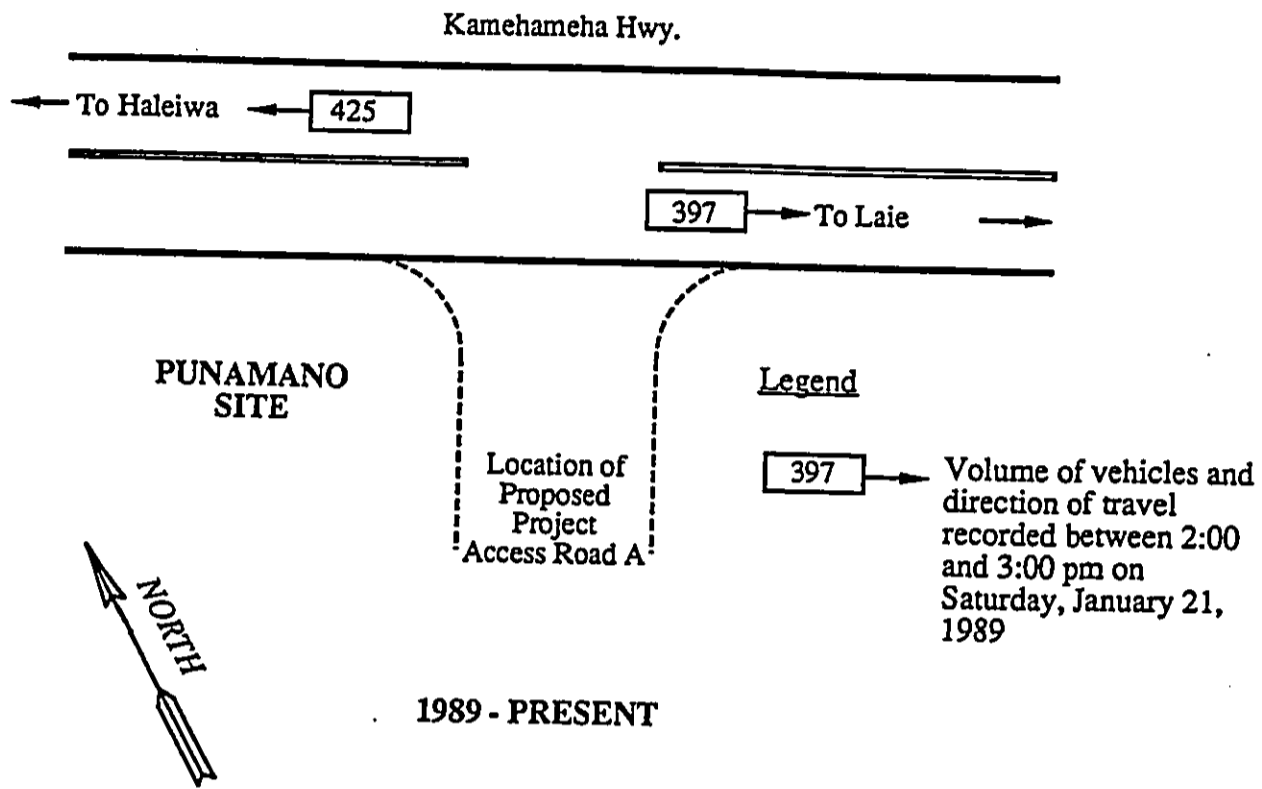 Kamehameha Hwy.
To Haleiwa
425
397
To Laie
PUNAMANO
SITE
Legend
Location of
Proposed
Project
Access Road A
397
Volume of vehicles and
direction of travel
recorded between 2:00
and 3:00 pm on
Saturday, January 21,
1989
NORTH
1989 - PRESENT